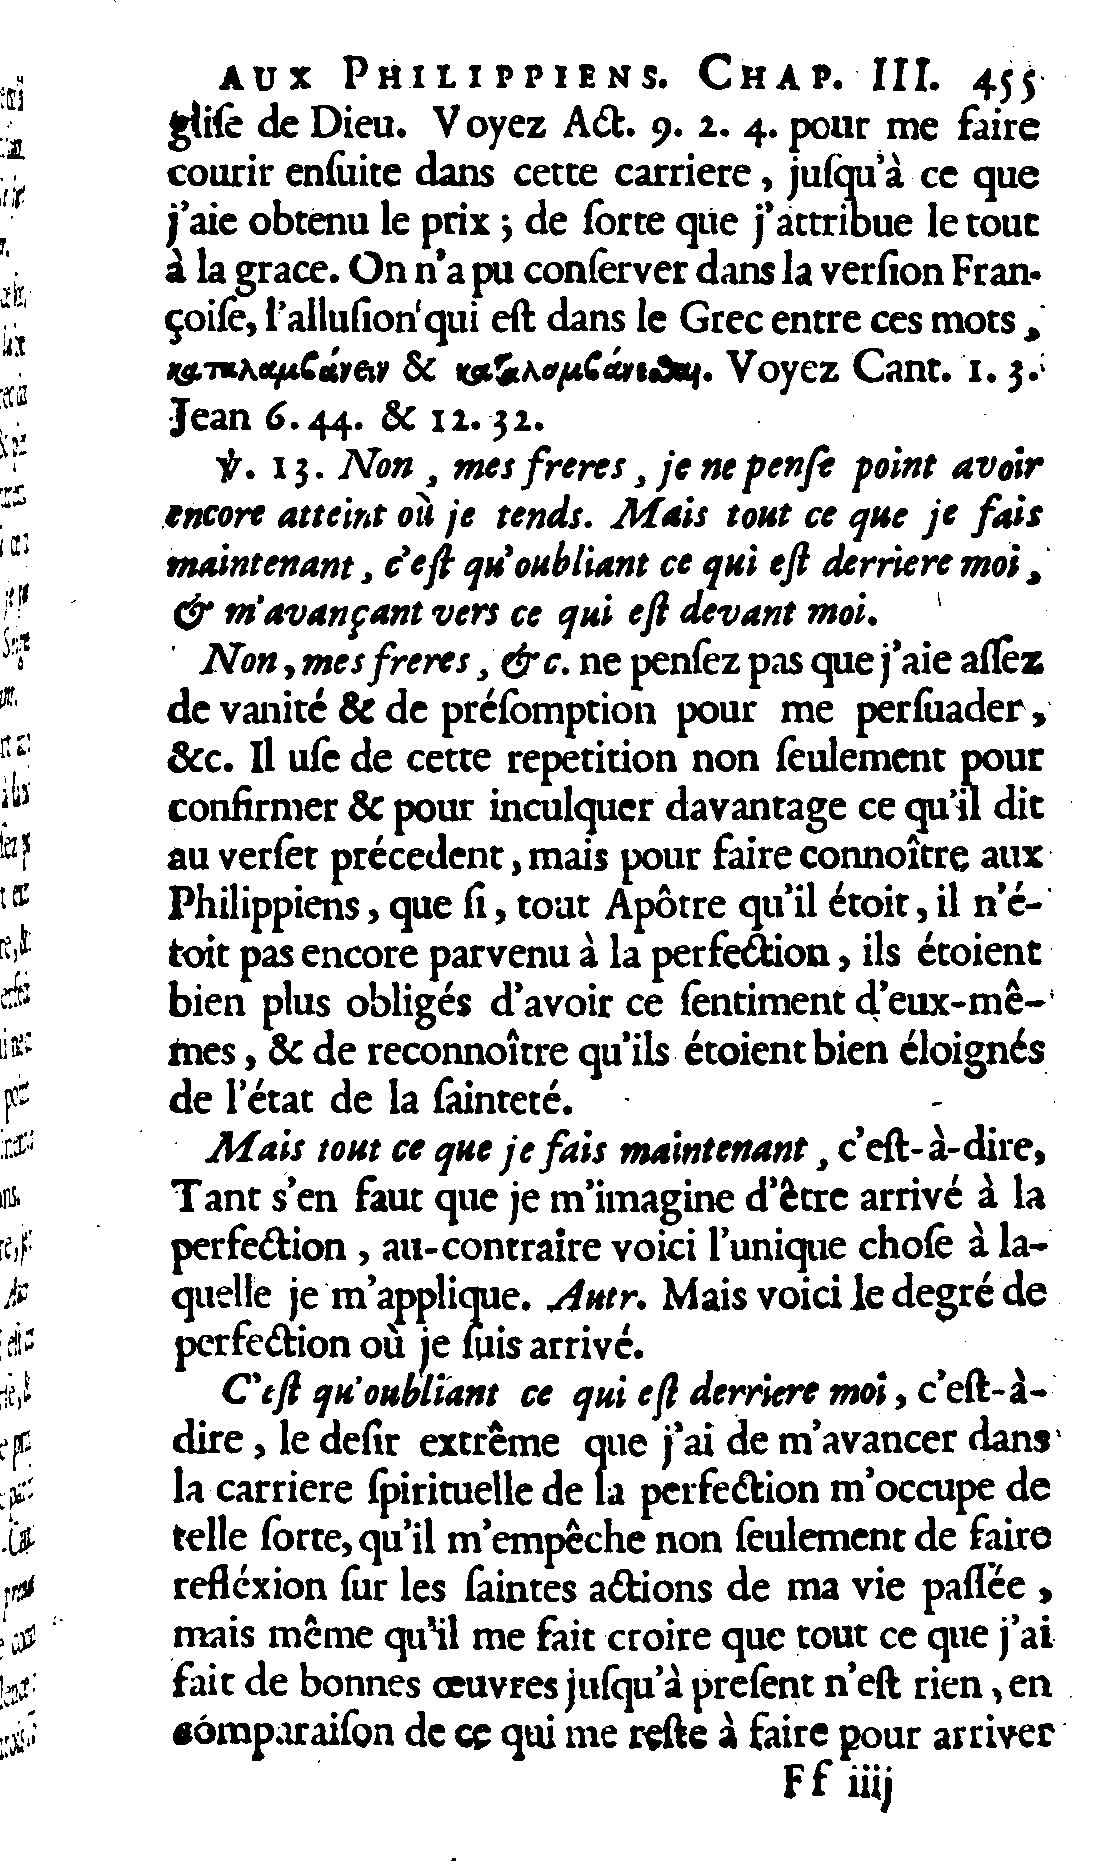 AUX PHILIPPIENS. CHAP. III. 455
gliſe de Dieu. Voyez Act. 9. 2. 4. pour me faire
courir enſuite dans cette carriere, juſqu'à ce que
j'aie obtenu le prix ; de ſorte que j'attribue le tout
à la grace. On n'a pu conſerver dans la verſion Fran-
çoiſe, l'alluſion qui eſt dans le Grec entre ces mots,
καταλαμβάνειν & καταλαμβάνεσθαι. Voyez Cant. 1. 3.
Jean 6. 44. & 12. 32.
℣. 13. Non, mes freres, je ne penſe point avoir
encore atteint où je tends. Mais tout ce que je fais
maintenant, c'eſt qu'oubliant ce qui eſt derriere moi,
& m'avançant vers ce qui eſt devant moi.
Non, mes freres, &c. ne penſez pas que j'aie aſſez
de vanité & de préſomption pour me perſuader,
&c. Il uſe de cette repetition non ſeulement pour
confirmer & pour inculquer davantage ce qu'il dit
au verſet précedent, mais pour faire connoître aux
Philippiens, que ſi, tout Apôtre qu'il étoit, il n'é-
toit pas encore parvenu à la perfection, ils étoient
bien plus obligés d'avoir ce ſentiment d'eux-mê-
mes, & de reconnoître qu'ils étoient bien éloignés
de l'état de la ſainteté.
Mais tout ce que je fais maintenant, c'eſt-à-dire,
Tant s'en faut que je m'imagine d'être arrivé à la
perfection, au-contraire voici l'unique choſe à la-
quelle je m'applique. Autr. Mais voici le degré de
perfection où je ſuis arrivé.
C'eſt qu'oubliant ce qui eſt derriere moi, c'eſt-à-
dire, le deſir extrême que j'ai de m'avancer dans
la carriere ſpirituelle de la perfection m'occupe de
telle ſorte, qu'il m'empêche non ſeulement de faire
refléxion ſur les ſaintes actions de ma vie paſſée,
mais même qu'il me fait croire que tout ce que j'ai
fait de bonnes œuvres juſqu'à preſent n'eſt rien, en
comparaiſon de ce qui me reſte à faire pour arriver
Ff iiij